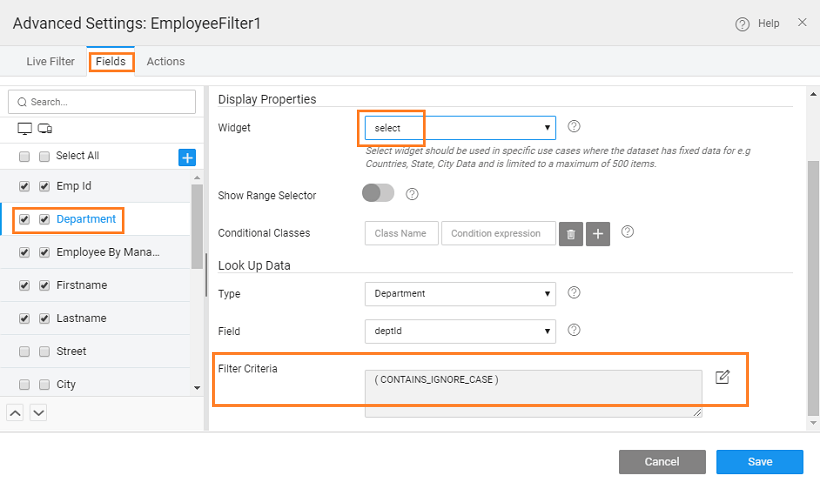 Advanced Settings: EmployeeFilter1
Help
Live Filter Fields Actions
Search...
Select All
Emp Id
Department
Employee By Mana...
Firstname
Lastname
Street
City
Display Properties
Widget
select
Select widget should be used in specific use cases where the dataset has fixed data for e.g
Countries, State, City Data and is limited to a maximum of 500 items.
Show Range Selector
Conditional Classes
Class Name
Condition expression
Look Up Data
Type
Department
Field
deptId
Filter Criteria
( CONTAINS_IGNORE_CASE )
Cancel
Save